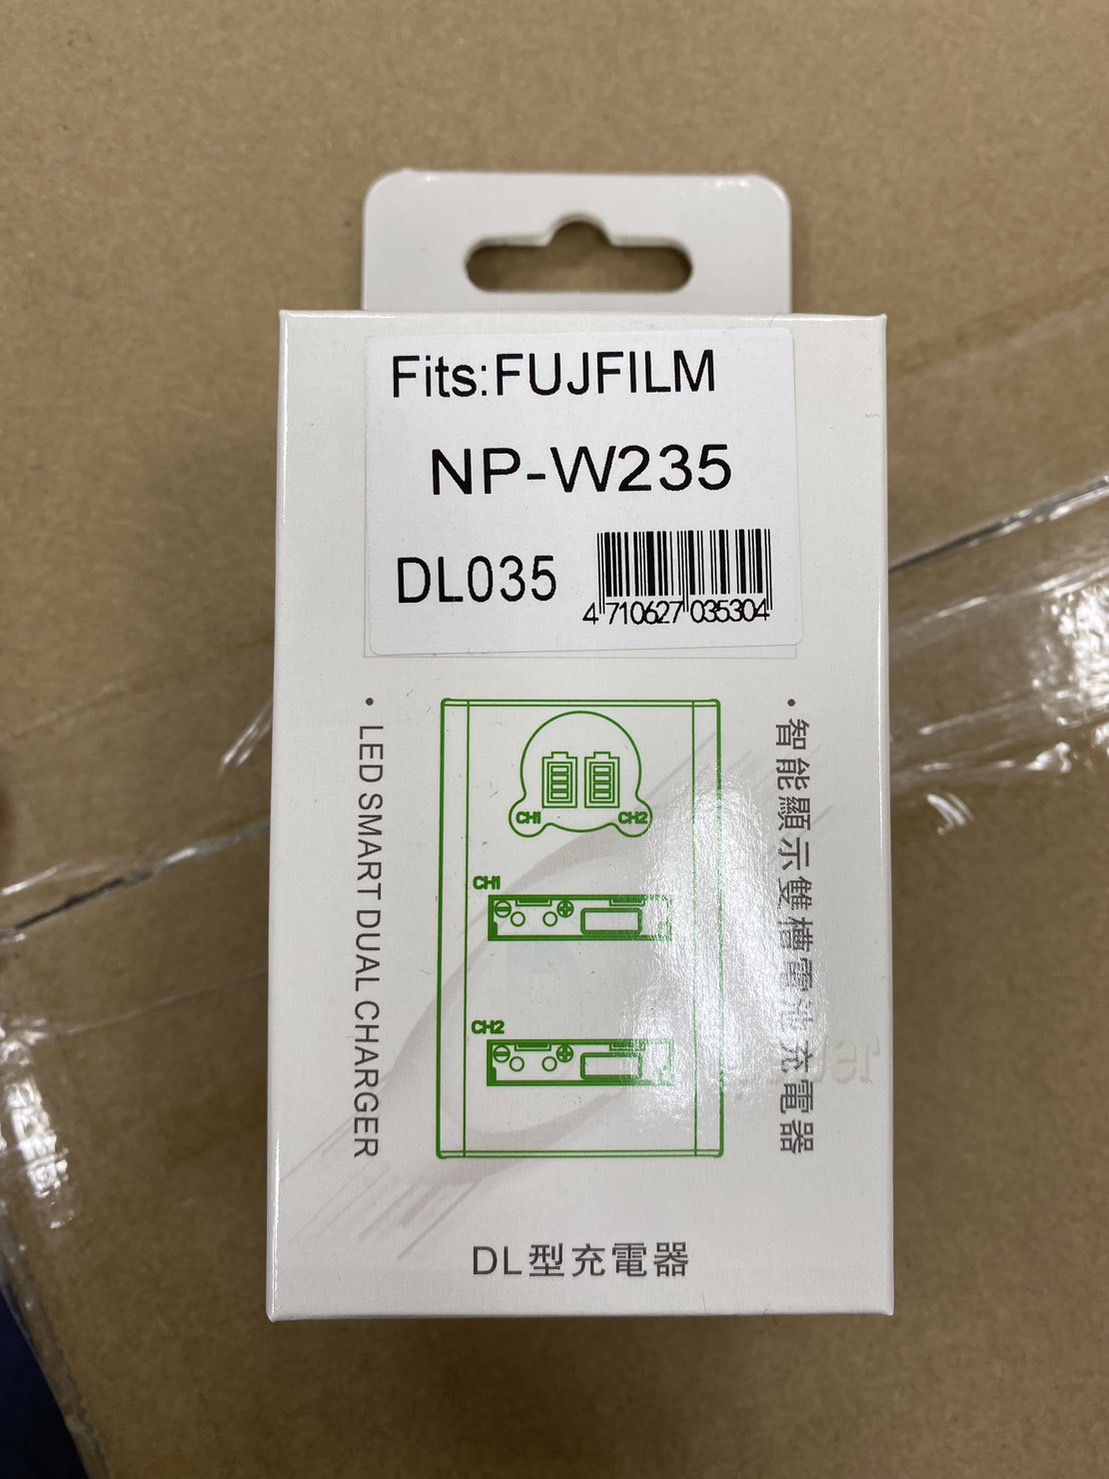 Fits:FUJFILM
NP-W235
DL035
4 710627 035304
• LED SMART DUAL CHARGER
• 智能顯示雙槽電池充電器
CH1
CH2
CH1
CH2
DL型充電器